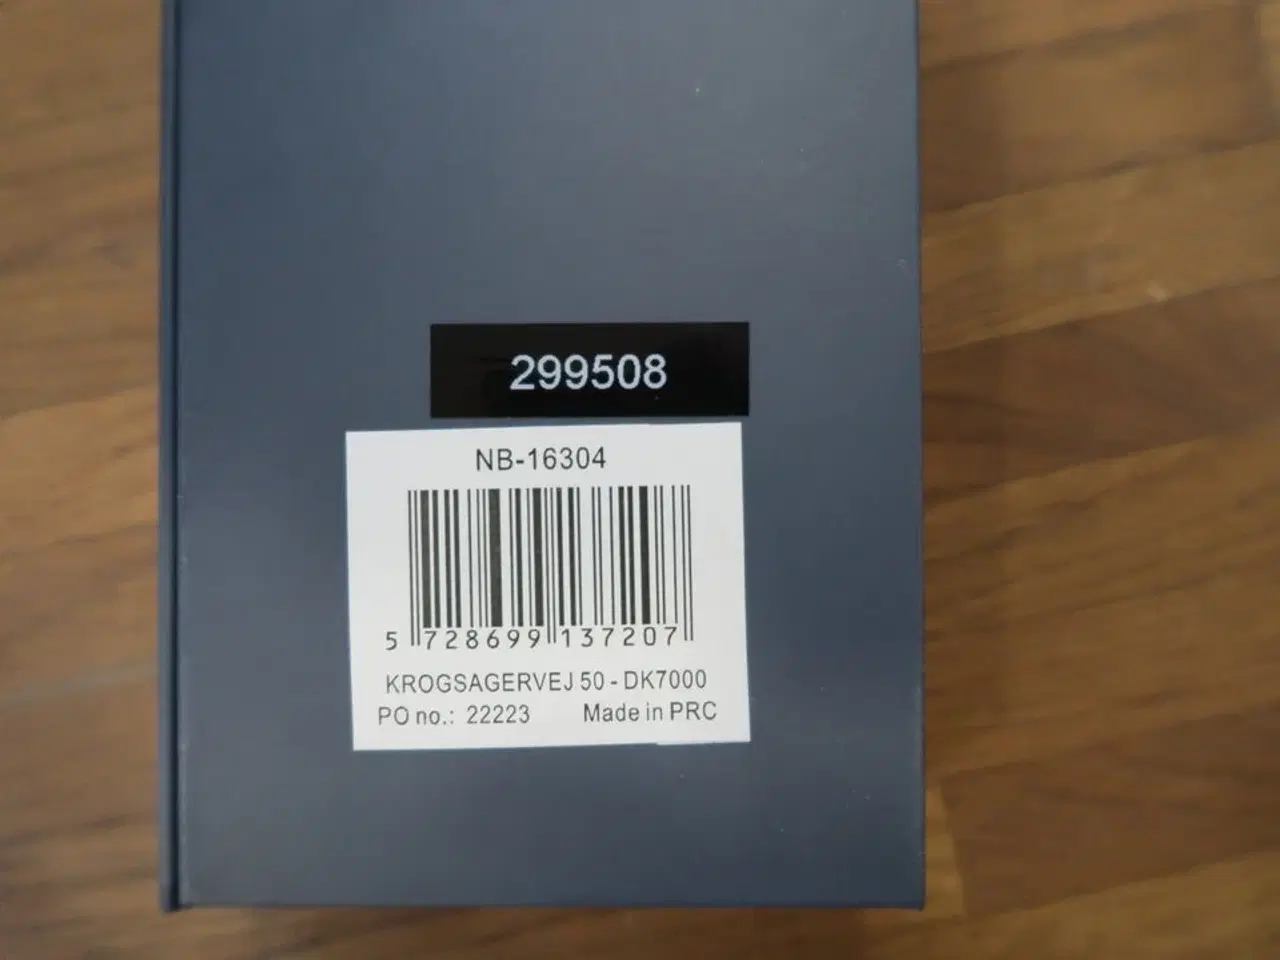 299508
NB-16304
5 728699 137207
KROGSAGERVEJ 50 - DK7000
PO no.: 22223 Made in PRC